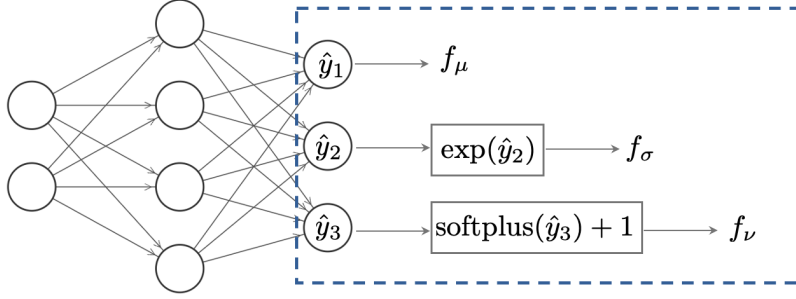 ŷ₁ f_μ
ŷ₂ exp(ŷ₂) f_σ
ŷ₃ softplus(ŷ₃) + 1 f_ν